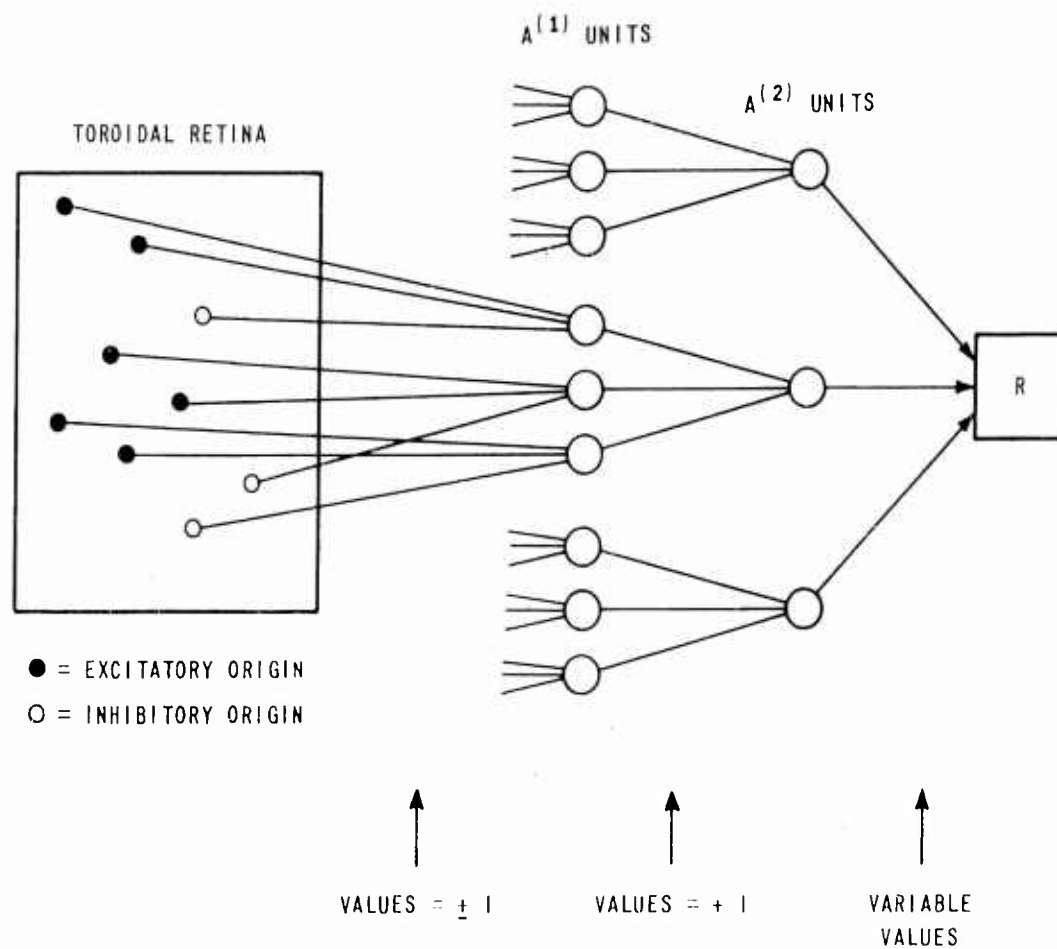 A(1) UNITS
A(2) UNITS
TOROIDAL RETINA
R
● = EXCITATORY ORIGIN
○ = INHIBITORY ORIGIN
VALUES = ± 1
VALUES = + 1
VARIABLE
VALUES